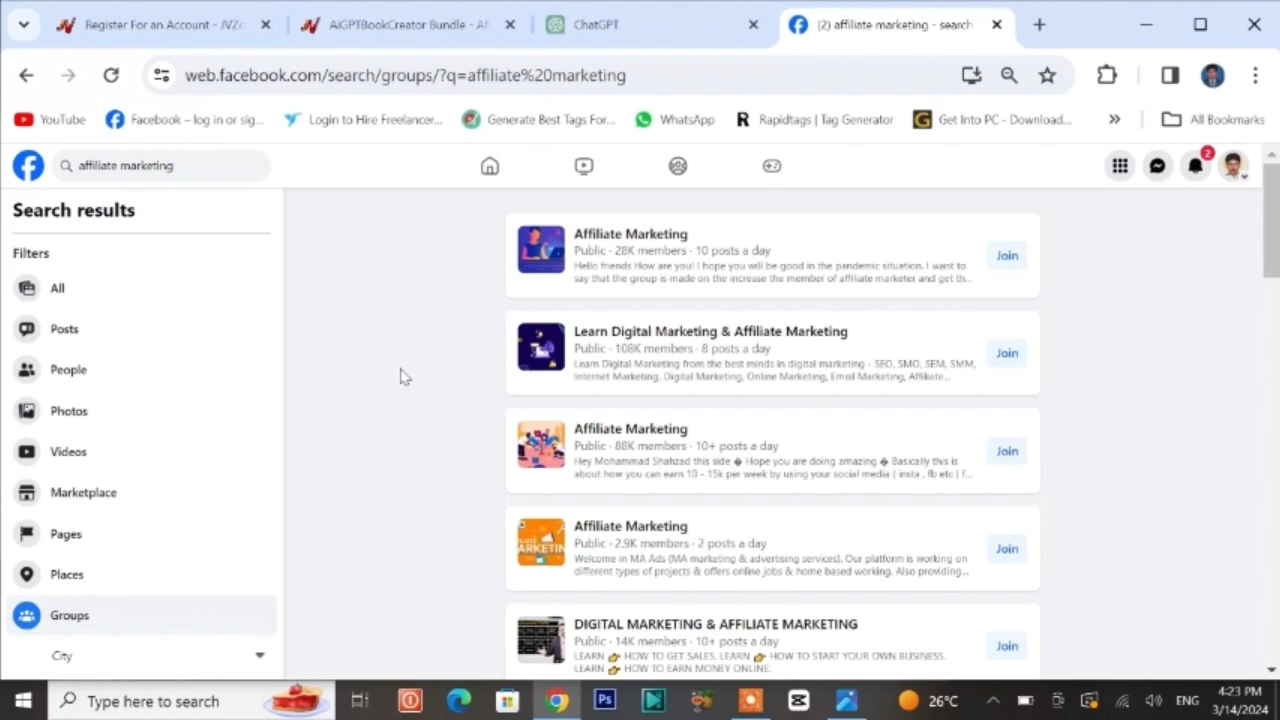 Register For an Account - JVZo
AiGPTBookCreator Bundle - Af
ChatGPT
(2) affiliate marketing - search
web.facebook.com/search/groups/?q=affiliate%20marketing
YouTube
Facebook – log in or sig...
Login to Hire Freelancer...
Generate Best Tags For...
WhatsApp
Rapidtags | Tag Generator
Get Into PC - Download...
All Bookmarks
affiliate marketing
2
Search results
Filters
All
Posts
People
Photos
Videos
Marketplace
Pages
Places
Groups
City
Affiliate Marketing
Public · 28K members · 10 posts a day
Hello friends How are you! I hope you will be good in the pandemic situation. I want to
say that the group is made on the increase the member of affiliate marketer and get th...
Join
Learn Digital Marketing & Affiliate Marketing
Public · 108K members · 8 posts a day
Learn Digital Marketing from the best minds in digital marketing - SEO, SMO, SEM, SMM,
Internet Marketing, Digital Marketing, Online Marketing, Email Marketing, Affiliate...
Join
Affiliate Marketing
Public · 88K members · 10+ posts a day
Hey Mohammad Shahzad this side � Hope you are doing amazing � Basically this is
about how you can earn 10 - 15k per week by using your social media ( insta , fb etc ) f...
Join
Affiliate Marketing
Public · 2.9K members · 2 posts a day
Welcome in MA Ads (MA marketing & advertising services). Our platform is working on
different types of projects & offers online jobs & home based working. Also providing...
Join
DIGITAL MARKETING & AFFILIATE MARKETING
Public · 14K members · 10+ posts a day
LEARN 👉 HOW TO GET SALES. LEARN 👉 HOW TO START YOUR OWN BUSINESS.
LEARN 👉 HOW TO EARN MONEY ONLINE.
Join
Type here to search
Ps
26°C
ENG
4:23 PM
3/14/2024